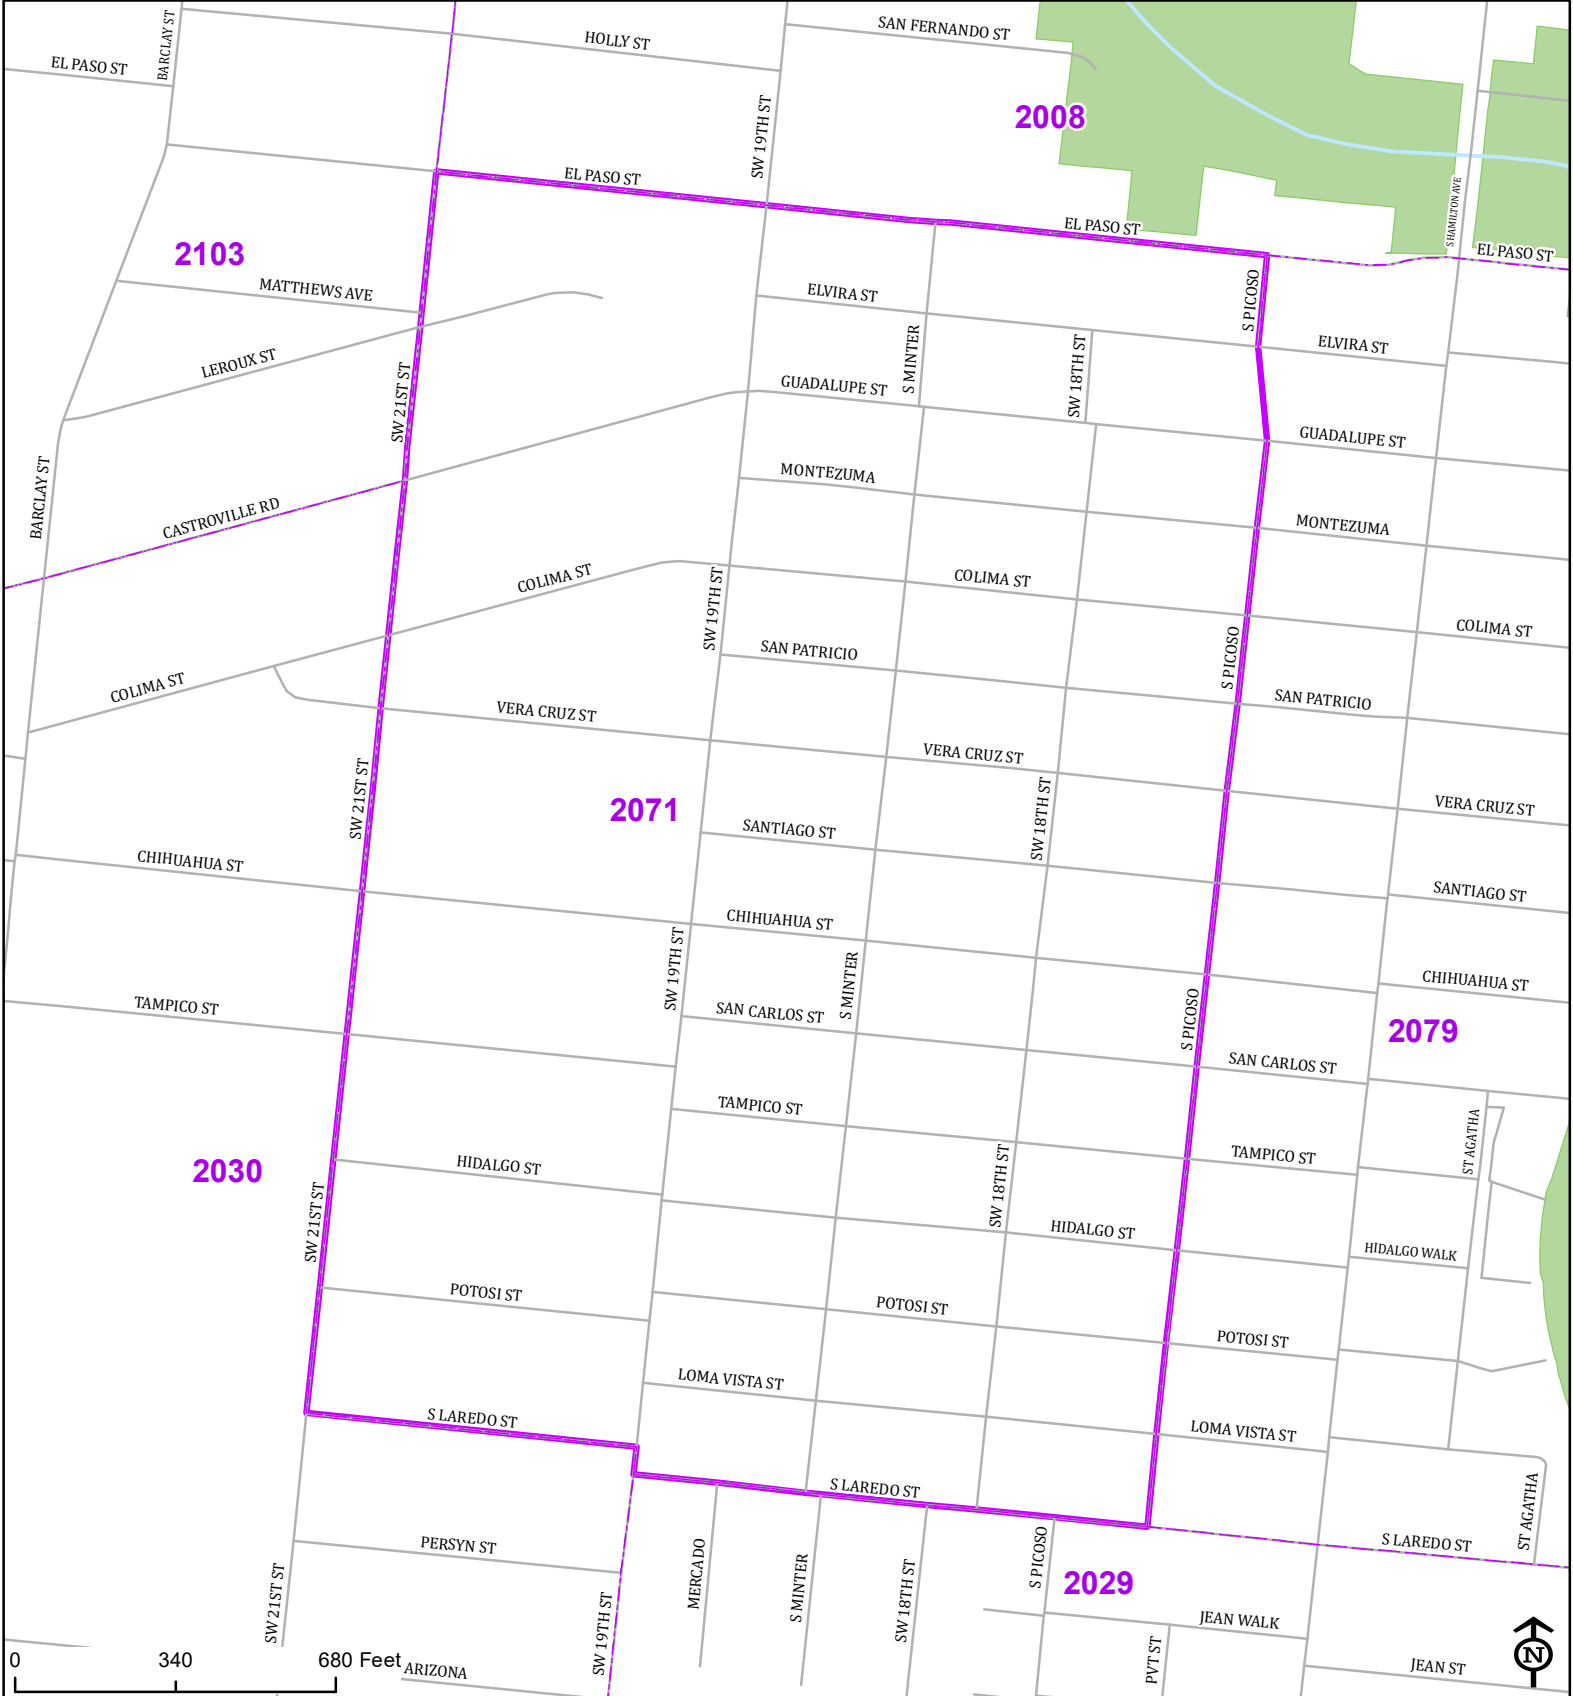 BARCLAY ST
HOLLY ST
SAN FERNANDO ST
EL PASO ST
SW 19TH ST
2008
EL PASO ST
S HAMILTON AVE
EL PASO ST
EL PASO ST
2103
MATTHEWS AVE
ELVIRA ST
S PICOSO
LEROUX ST
S MINTER
SW 18TH ST
ELVIRA ST
SW 21ST ST
GUADALUPE ST
GUADALUPE ST
BARCLAY ST
MONTEZUMA
CASTROVILLE RD
MONTEZUMA
COLIMA ST
COLIMA ST
SW 19TH ST
COLIMA ST
SAN PATRICIO
S PICOSO
COLIMA ST
SAN PATRICIO
VERA CRUZ ST
VERA CRUZ ST
SW 21ST ST
2071
SW 18TH ST
VERA CRUZ ST
SANTIAGO ST
CHIHUAHUA ST
SANTIAGO ST
CHIHUAHUA ST
SW 19TH ST
S MINTER
CHIHUAHUA ST
TAMPICO ST
SAN CARLOS ST
S PICOSO
2079
SAN CARLOS ST
TAMPICO ST
ST AGATHA
2030
HIDALGO ST
SW 18TH ST
TAMPICO ST
SW 21ST ST
HIDALGO ST
HIDALGO WALK
POTOSI ST
POTOSI ST
POTOSI ST
LOMA VISTA ST
S LAREDO ST
LOMA VISTA ST
S LAREDO ST
ST AGATHA
PERSYN ST
S LAREDO ST
SW 21ST ST
SW 19TH ST
MERCADO
S MINTER
SW 18TH ST
S PICOSO
2029
JEAN WALK
PVT ST
JEAN ST
ARIZONA
0 340 680 Feet
N